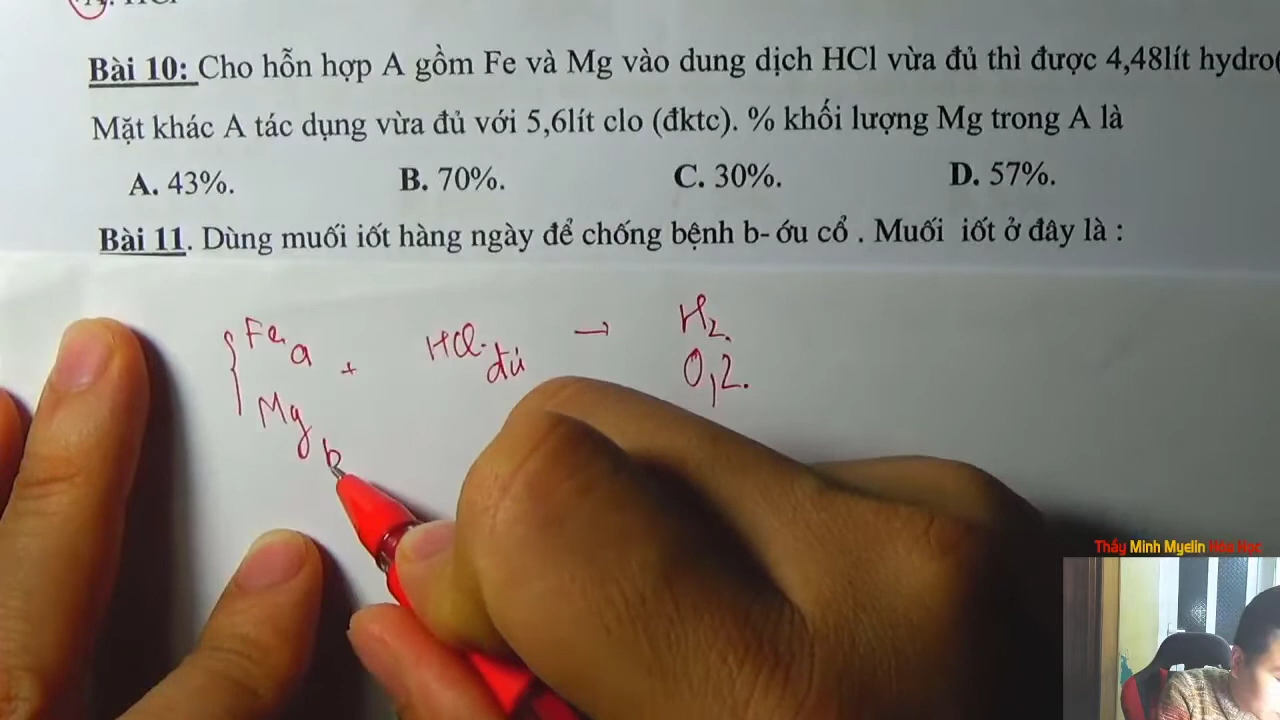 A. HCl
Bài 10: Cho hỗn hợp A gồm Fe và Mg vào dung dịch HCl vừa đủ thì được 4,48lít hydro
Mặt khác A tác dụng vừa đủ với 5,6lít clo (đktc). % khối lượng Mg trong A là
A. 43%. B. 70%. C. 30%. D. 57%.
Bài 11. Dùng muối iốt hàng ngày để chống bệnh b- ớu cổ . Muối iốt ở đây là :
Fe a + HCl đủ → H2
Mg b 0,2.
Thầy Minh Myelin Hóa Học